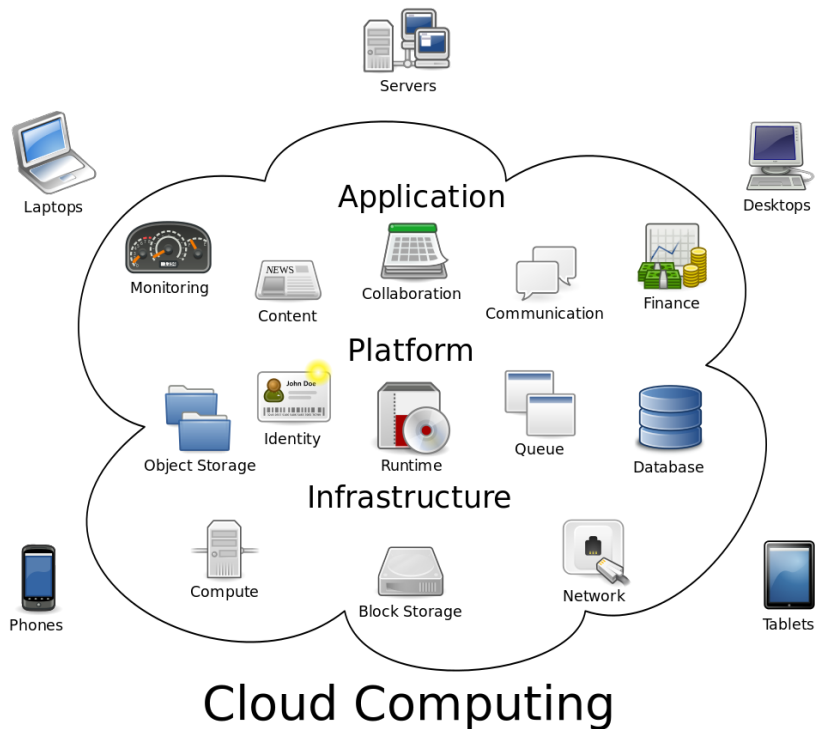 Servers
Laptops
Desktops
Application
Monitoring
NEWS
Content
Collaboration
Communication
Finance
Platform
Object Storage
John Doe
Identity
Runtime
Queue
Database
Infrastructure
Compute
Block Storage
Network
Phones
Tablets
Cloud Computing